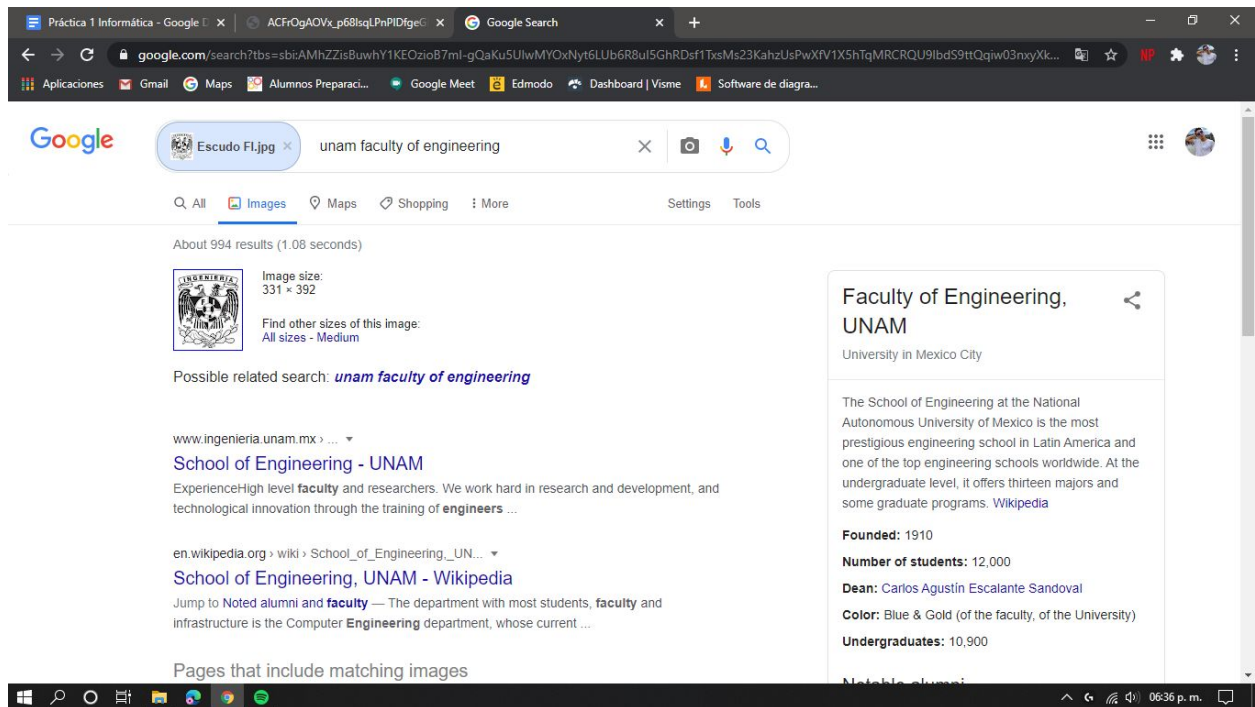 Práctica 1 Informática - Google D
ACFrOgAOVx_p68lsqLPnPlDfgeG
Google Search
google.com/search?tbs=sbi:AMhZZisBuwhY1KEOzioB7mI-gQaKu5UIwMYOxNyt6LUb6R8uI5GhRDsf1TxsMs23KahzUsPwXfV1X5hTqMRCRQU9lbdS9ttQqiw03nxyXk...
NP
Aplicaciones Gmail Maps Alumnos Preparaci... Google Meet Edmodo Dashboard | Visme Software de diagra...
Google
Escudo FI.jpg
unam faculty of engineering
All Images Maps Shopping More Settings Tools
About 994 results (1.08 seconds)
INGENIERIA
Image size:
331 × 392
Find other sizes of this image:
All sizes - Medium
Possible related search: unam faculty of engineering
www.ingenieria.unam.mx › ...
School of Engineering - UNAM
ExperienceHigh level faculty and researchers. We work hard in research and development, and
technological innovation through the training of engineers ...
en.wikipedia.org › wiki › School_of_Engineering,_UN...
School of Engineering, UNAM - Wikipedia
Jump to Noted alumni and faculty — The department with most students, faculty and
infrastructure is the Computer Engineering department, whose current ...
Pages that include matching images
Faculty of Engineering,
UNAM
University in Mexico City
The School of Engineering at the National
Autonomous University of Mexico is the most
prestigious engineering school in Latin America and
one of the top engineering schools worldwide. At the
undergraduate level, it offers thirteen majors and
some graduate programs. Wikipedia
Founded: 1910
Number of students: 12,000
Dean: Carlos Agustín Escalante Sandoval
Color: Blue & Gold (of the faculty, of the University)
Undergraduates: 10,900
Notable alumni
06:36 p. m.